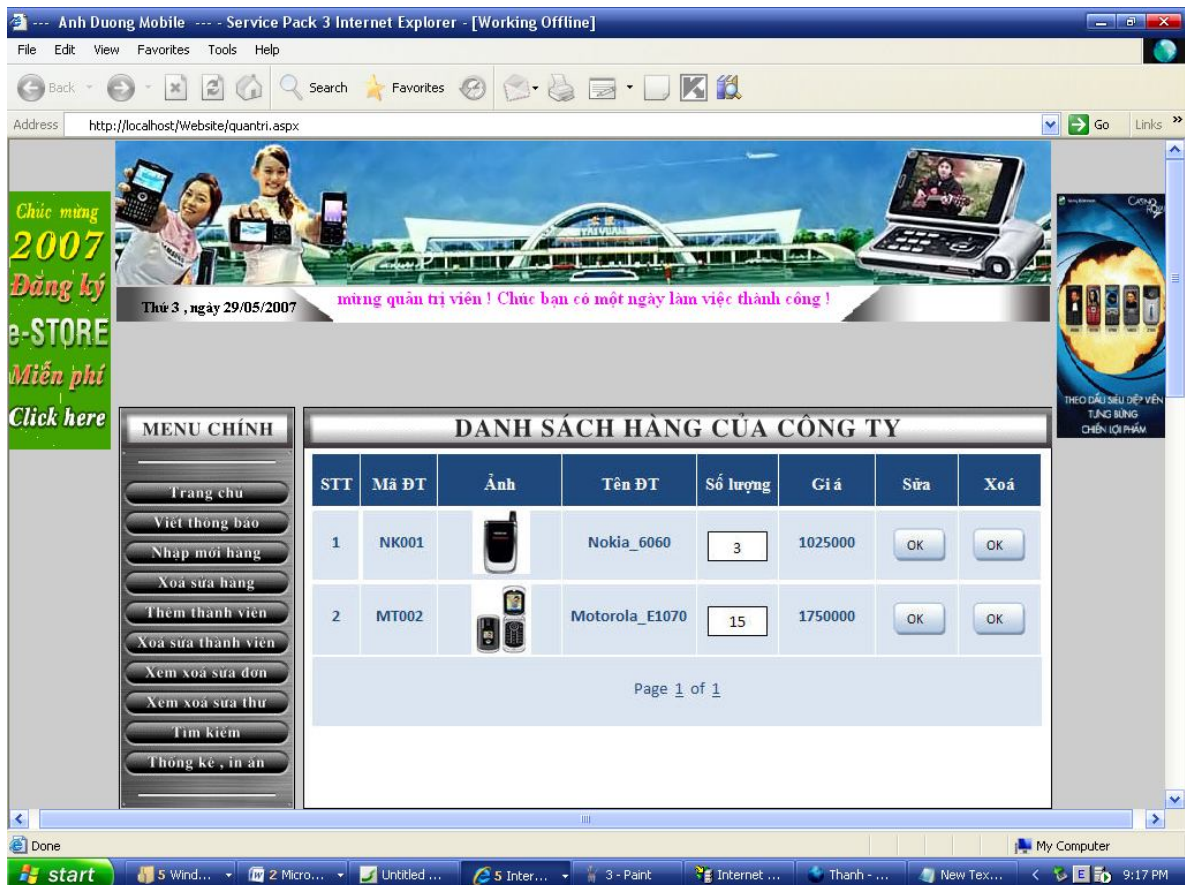 --- Anh Duong Mobile --- - Service Pack 3 Internet Explorer - [Working Offline]
File Edit View Favorites Tools Help
Back Search Favorites
Address http://localhost/Website/quantri.aspx Go Links
Chúc mừng
2007
Đăng ký
e-STORE
Miễn phí
Click here
Thứ 3 , ngày 29/05/2007
mừng quản trị viên ! Chúc bạn có một ngày làm việc thành công !
THEO DẤU SIÊU ĐIỆP VIÊN
TƯNG BỪNG
CHIẾN LỢI PHẨM
MENU CHÍNH
Trang chủ
Viết thông báo
Nhập mới hàng
Xoá sửa hàng
Thêm thành viên
Xoá sửa thành viên
Xem xoá sửa đơn
Xem xoá sửa thư
Tìm kiếm
Thống kê , in ấn
DANH SÁCH HÀNG CỦA CÔNG TY
STT Mã ĐT Ảnh Tên ĐT Số lượng Giá Sửa Xoá
1 NK001 Nokia_6060 3 1025000 OK OK
2 MT002 Motorola_E1070 15 1750000 OK OK
Page 1 of 1
Done My Computer
start 5 Wind... 2 Micro... Untitled ... 5 Inter... 3 - Paint Internet ... Thanh - ... New Tex... E 9:17 PM